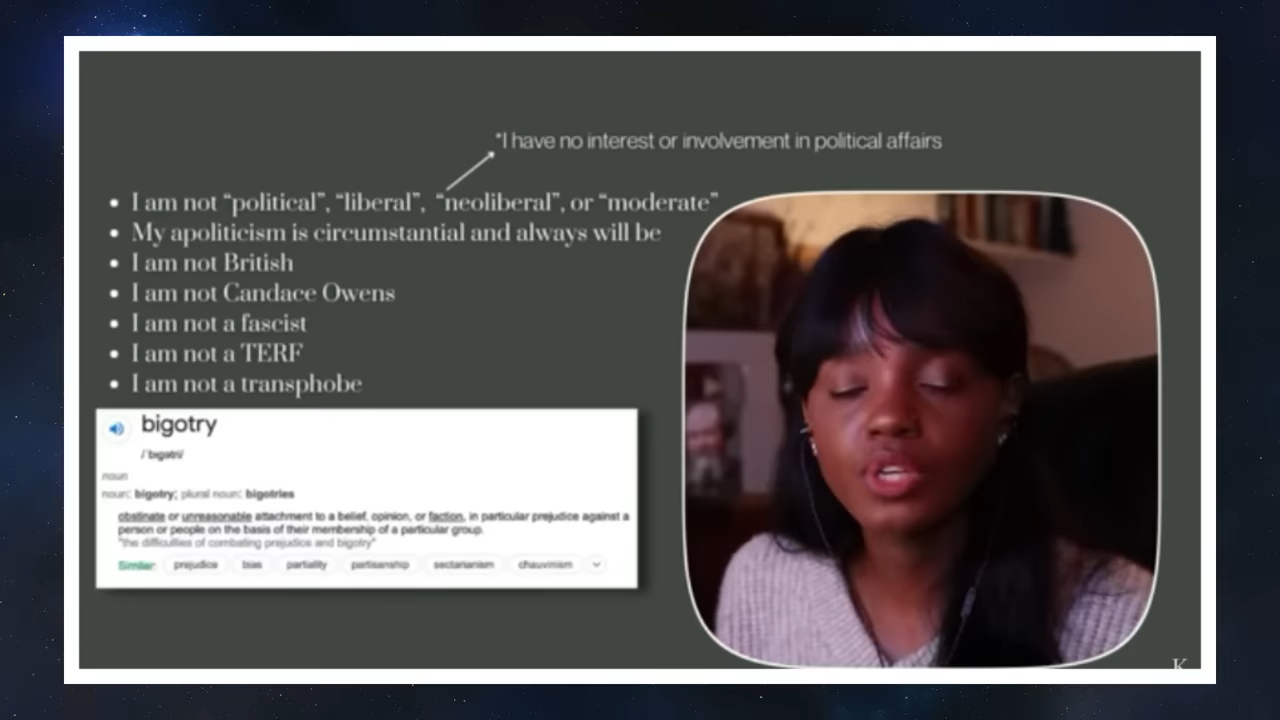 *I have no interest or involvement in political affairs
• I am not “political”, “liberal”, “neoliberal”, or “moderate”
• My apoliticism is circumstantial and always will be
• I am not British
• I am not Candace Owens
• I am not a fascist
• I am not a TERF
• I am not a transphobe
bigotry
/ˈbɪɡətri/
noun
noun: bigotry; plural noun: bigotries
obstinate or unreasonable attachment to a belief, opinion, or faction, in particular prejudice against a
person or people on the basis of their membership of a particular group.
"the difficulties of combating prejudice and bigotry"
Similar: prejudice bias partiality partisanship sectarianism chauvinism
K